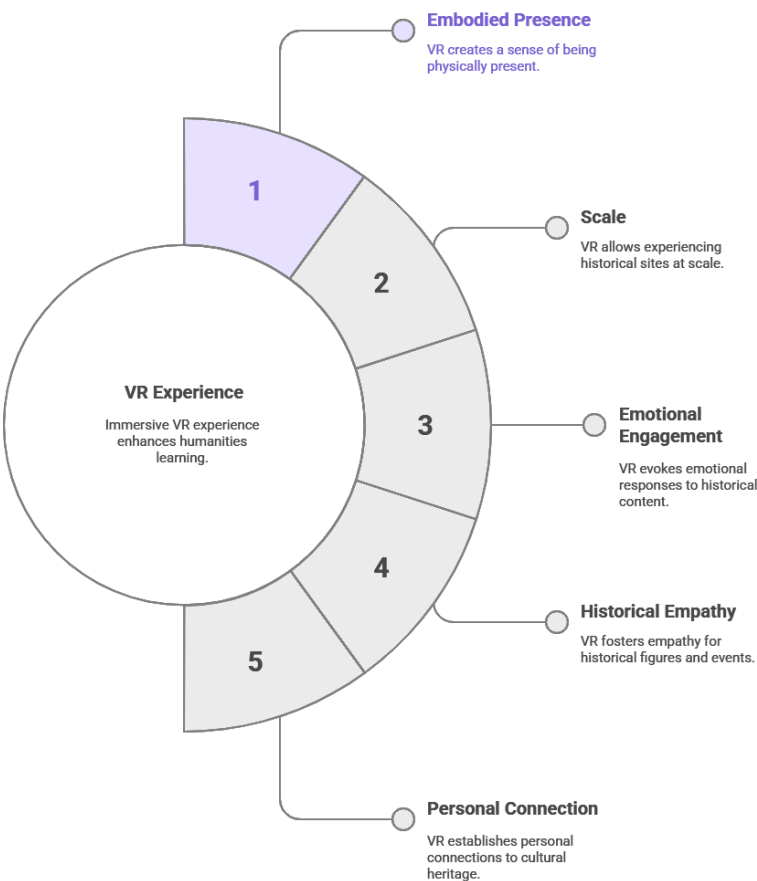 Embodied Presence
VR creates a sense of being
physically present.
1
Scale
VR allows experiencing
historical sites at scale.
2
VR Experience
Immersive VR experience
enhances humanities
learning.
3
Emotional
Engagement
VR evokes emotional
responses to historical
content.
4
Historical Empathy
VR fosters empathy for
historical figures and events.
5
Personal Connection
VR establishes personal
connections to cultural
heritage.